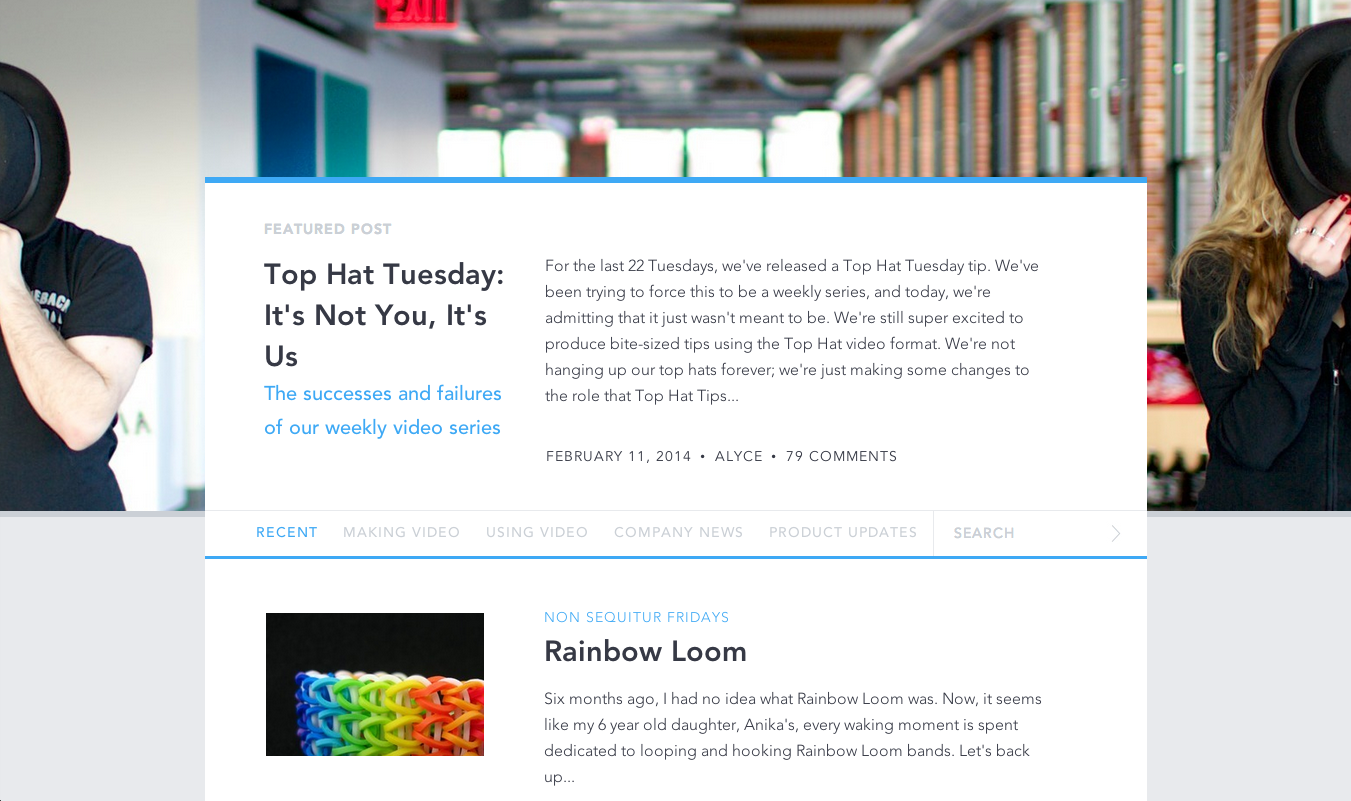 EXIT
FEATURED POST
Top Hat Tuesday:
It's Not You, It's
Us
The successes and failures
of our weekly video series
For the last 22 Tuesdays, we've released a Top Hat Tuesday tip. We've
been trying to force this to be a weekly series, and today, we're
admitting that it just wasn't meant to be. We're still super excited to
produce bite-sized tips using the Top Hat video format. We're not
hanging up our top hats forever; we're just making some changes to
the role that Top Hat Tips...
FEBRUARY 11, 2014 • ALYCE • 79 COMMENTS
RECENT MAKING VIDEO USING VIDEO COMPANY NEWS PRODUCT UPDATES SEARCH
NON SEQUITUR FRIDAYS
Rainbow Loom
Six months ago, I had no idea what Rainbow Loom was. Now, it seems
like my 6 year old daughter, Anika's, every waking moment is spent
dedicated to looping and hooking Rainbow Loom bands. Let's back
up...